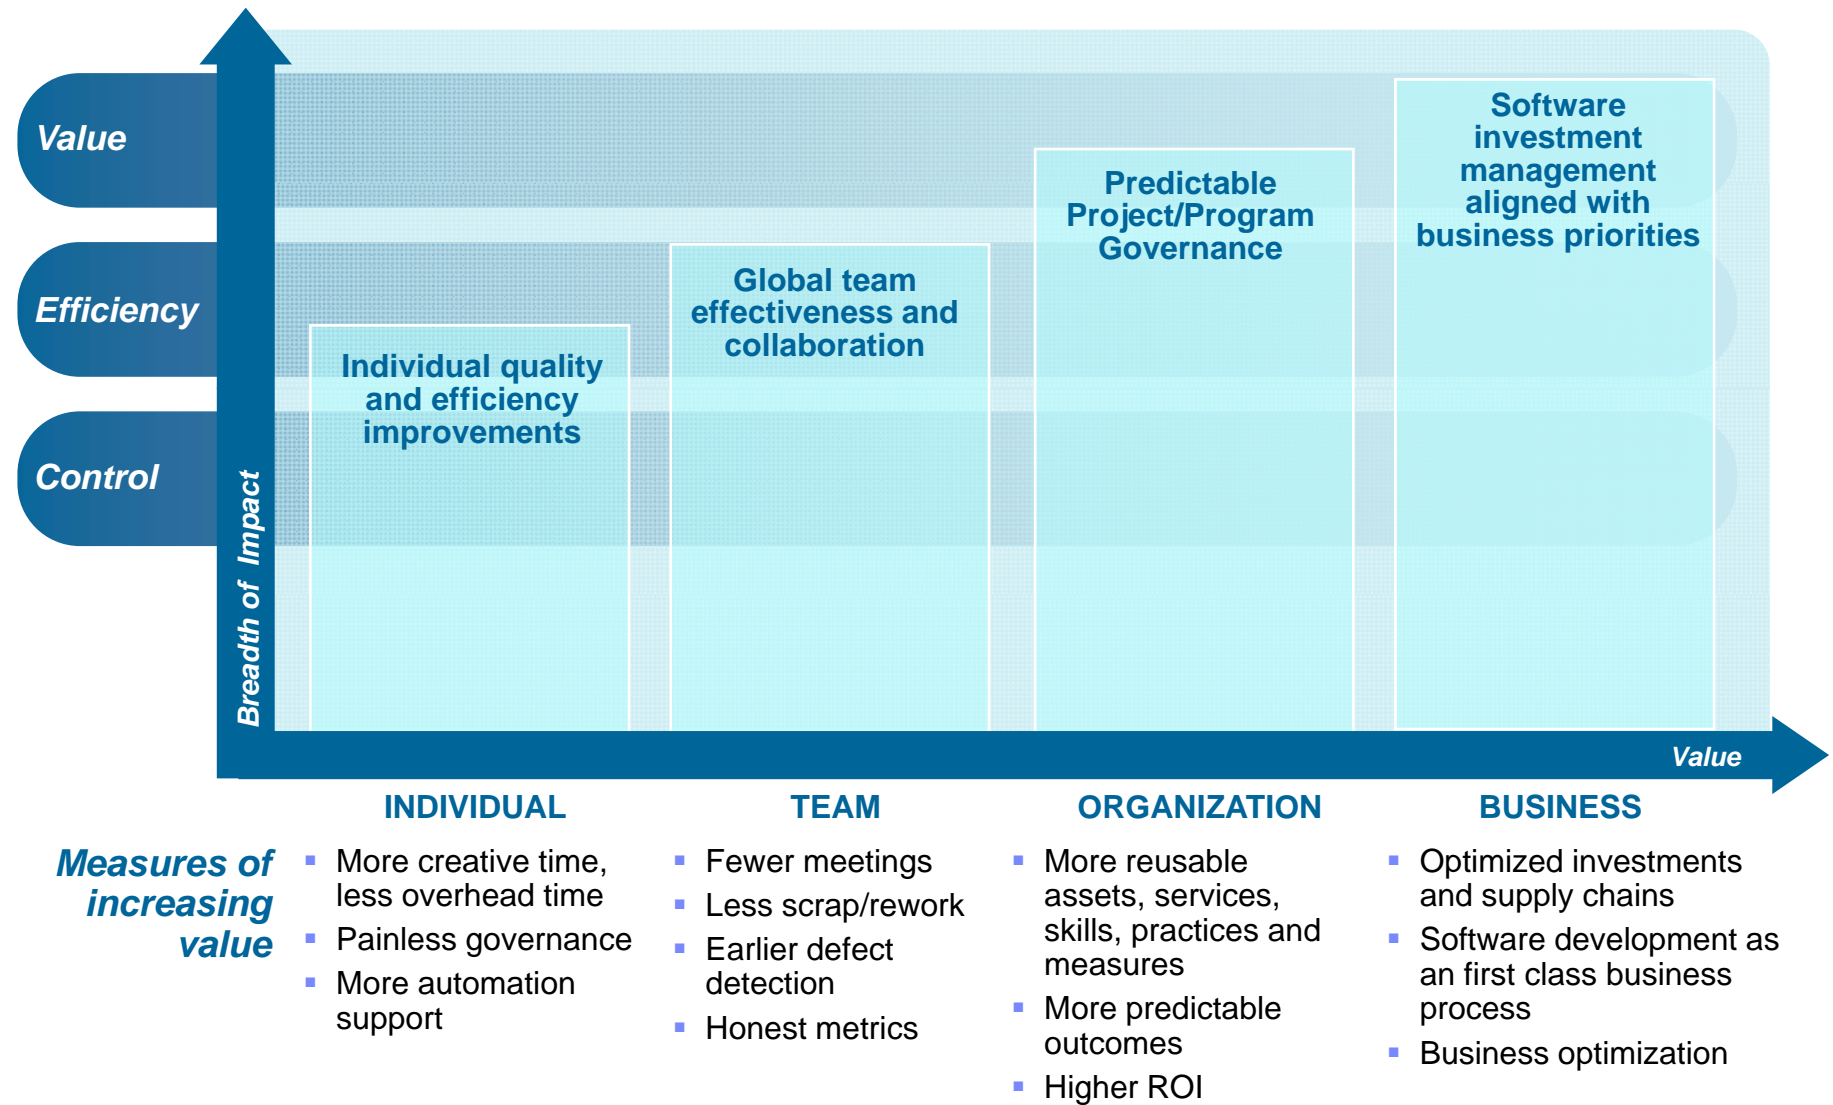 Value
Efficiency
Control
Breadth of Impact
Individual quality
and efficiency
improvements
Global team
effectiveness and
collaboration
Predictable
Project/Program
Governance
Software
investment
management
aligned with
business priorities
Value
INDIVIDUAL
TEAM
ORGANIZATION
BUSINESS
Measures of
increasing
value
▪ More creative time,
less overhead time
▪ Painless governance
▪ More automation
support
▪ Fewer meetings
▪ Less scrap/rework
▪ Earlier defect
detection
▪ Honest metrics
▪ More reusable
assets, services,
skills, practices and
measures
▪ More predictable
outcomes
▪ Higher ROI
▪ Optimized investments
and supply chains
▪ Software development as
an first class business
process
▪ Business optimization